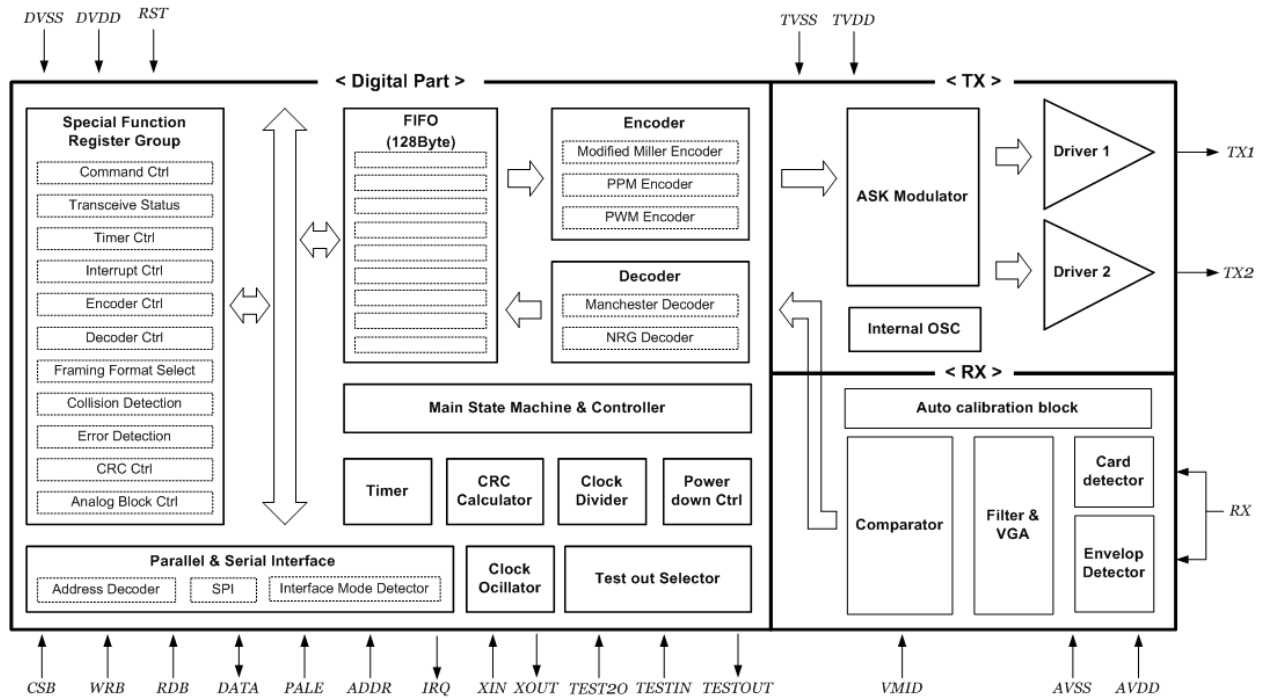 DVSS DVDD RST TVSS TVDD
< Digital Part >
< TX >
Special Function
Register Group
Command Ctrl
Transceive Status
Timer Ctrl
Interrupt Ctrl
Encoder Ctrl
Decoder Ctrl
Framing Format Select
Collision Detection
Error Detection
CRC Ctrl
Analog Block Ctrl
FIFO
(128Byte)
Encoder
Modified Miller Encoder
PPM Encoder
PWM Encoder
Decoder
Manchester Decoder
NRG Decoder
Main State Machine & Controller
Timer
CRC
Calculator
Clock
Divider
Power
down Ctrl
Parallel & Serial Interface
Address Decoder
SPI
Interface Mode Detector
Clock
Ocillator
Test out Selector
ASK Modulator
Driver 1
TX1
Driver 2
TX2
Internal OSC
< RX >
Auto calibration block
Comparator
Filter &
VGA
Card
detector
Envelop
Detector
RX
CSB WRB RDB DATA PALE ADDR IRQ XIN XOUT TEST2O TESTIN TESTOUT VMID AVSS AVDD